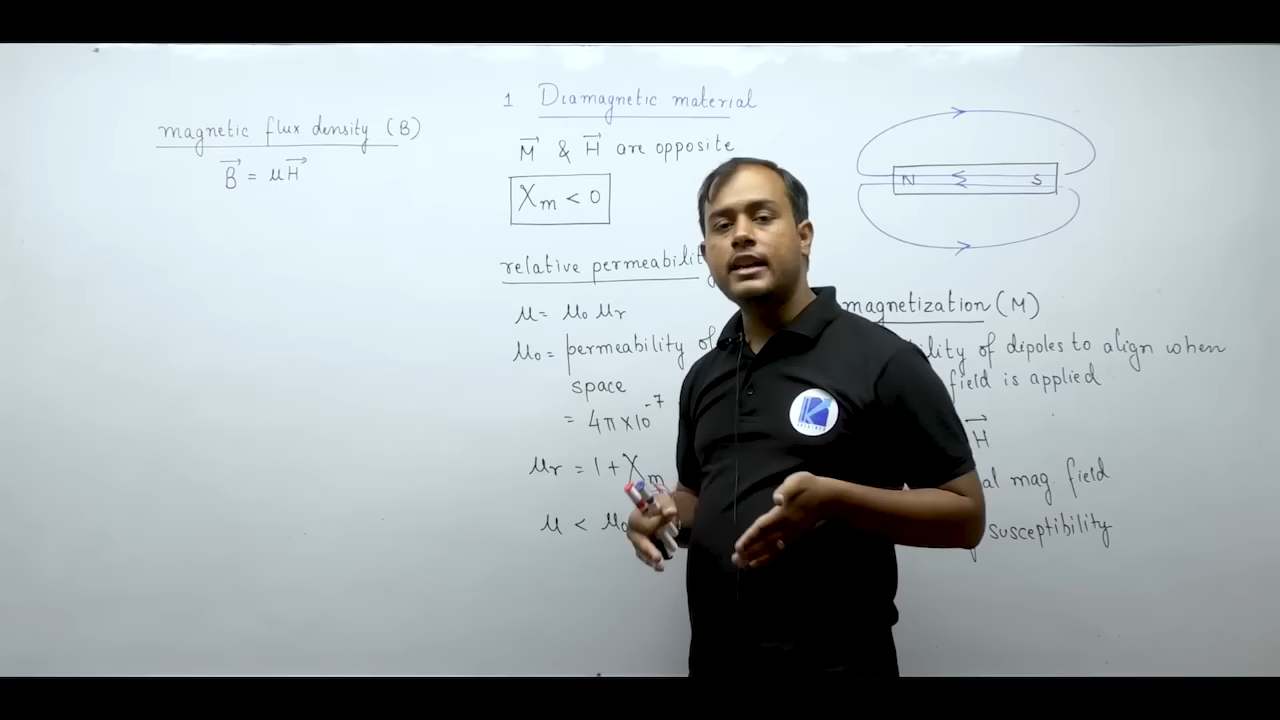 magnetic flux density (B)
B⃗ = μH⃗
1 Diamagnetic material
M⃗ & H⃗ are opposite
χm < 0
relative permeabilit
μ = μ₀ μr
μ₀ = permeability of
space
= 4π×10⁻⁷
μr = 1 + χm
μ < μ₀
N S
magnetization (M)
ility of dipoles to align when
field is applied
H⃗
al mag. field
susceptibility